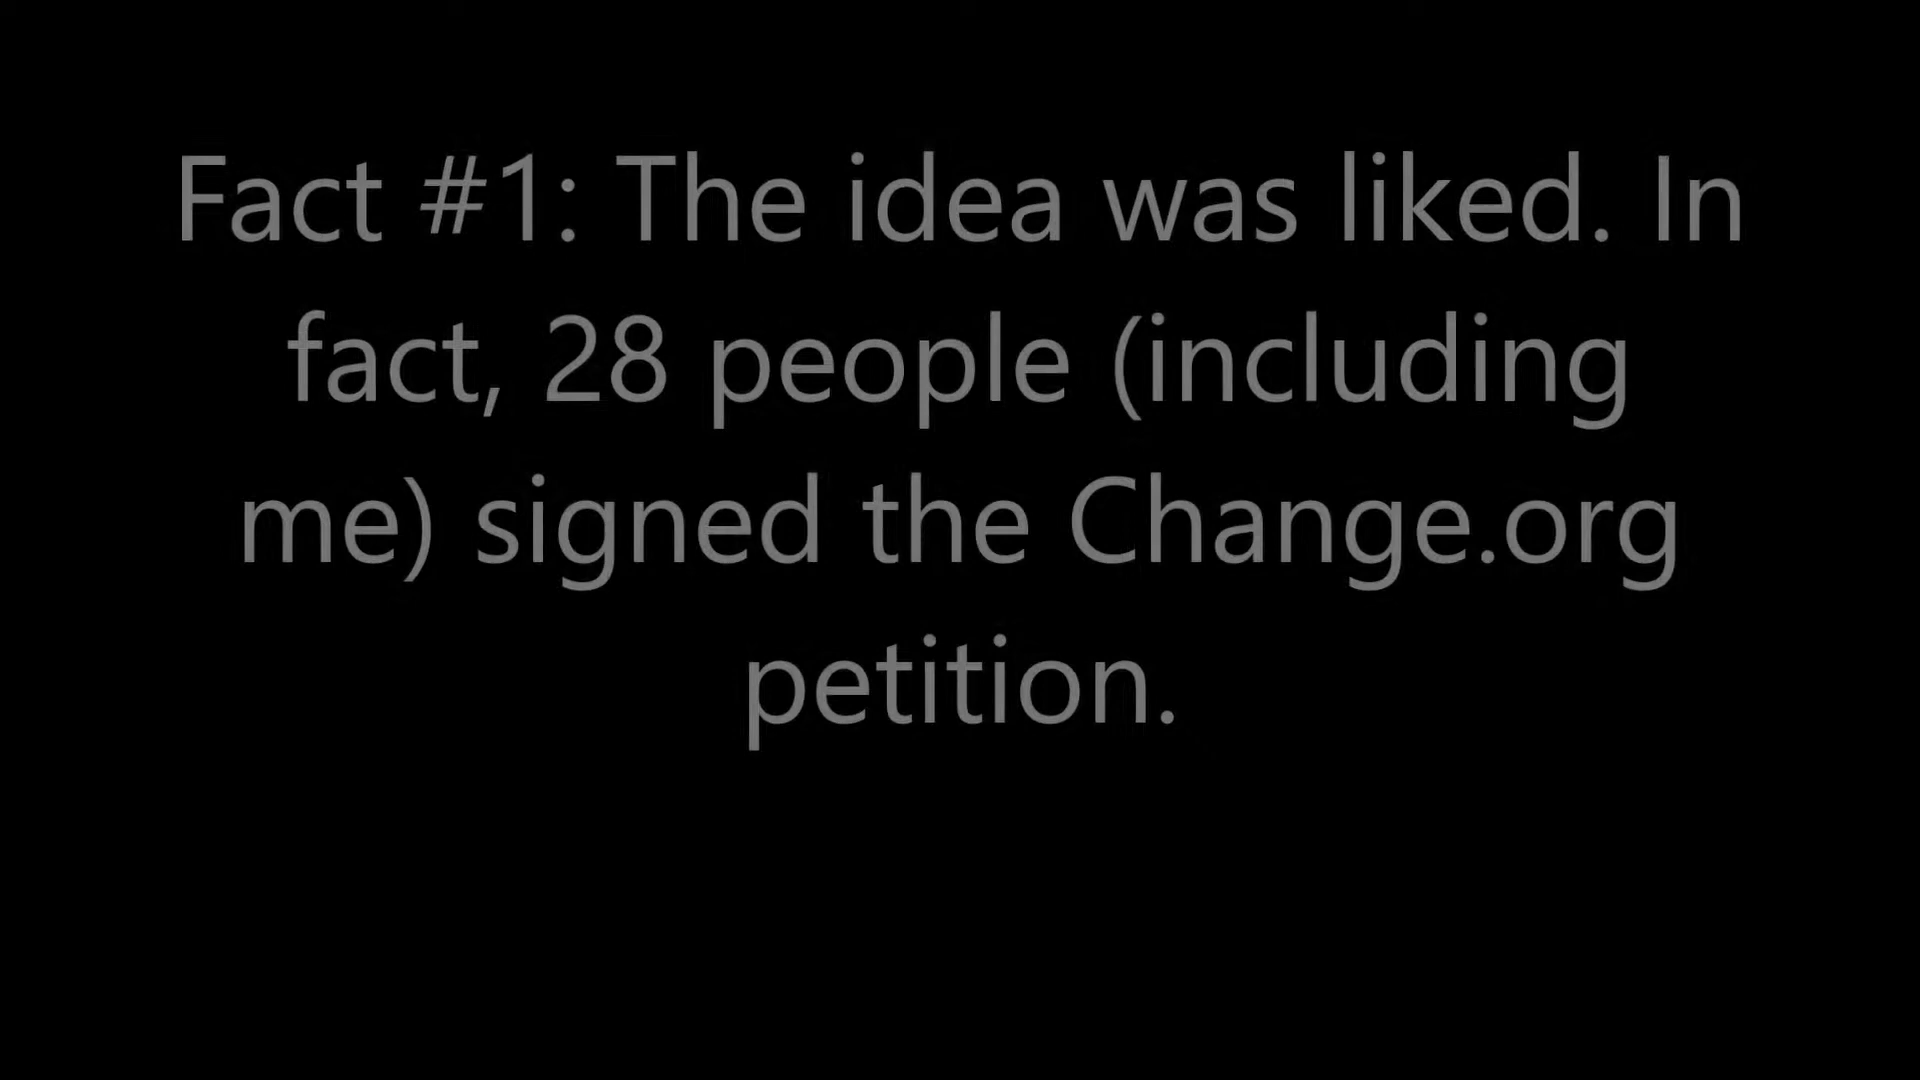 Fact #1: The idea was liked. In
fact, 28 people (including
me) signed the Change.org
petition.